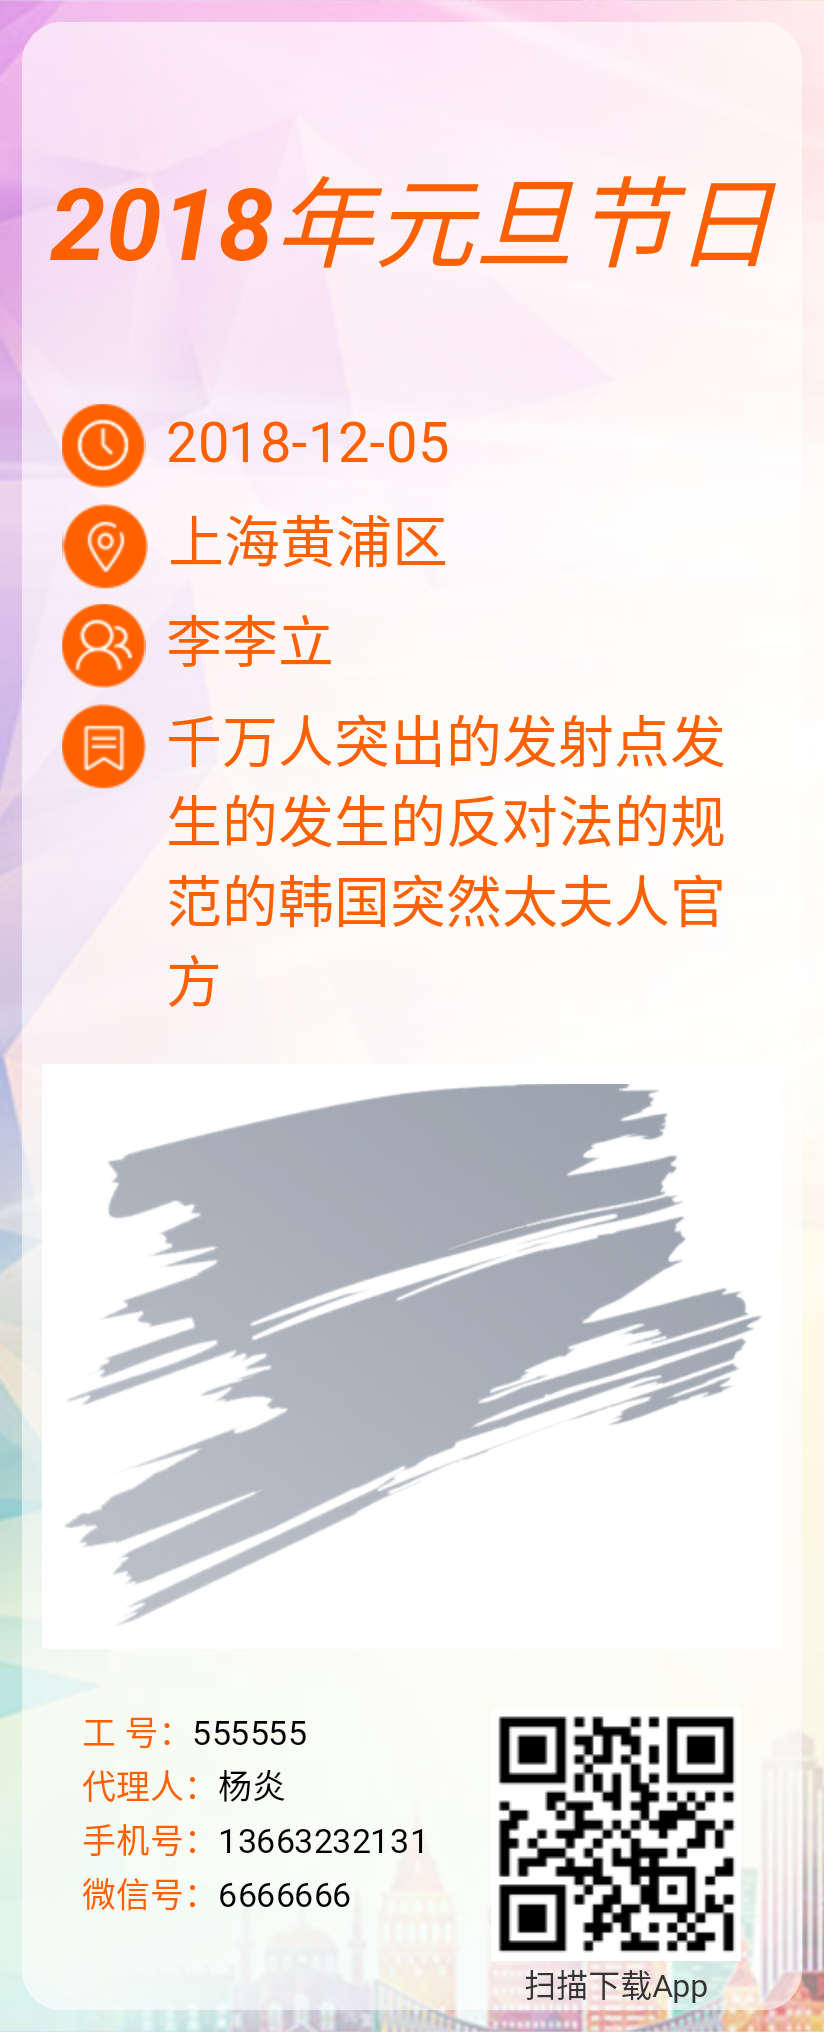 2018年元旦节日
2018-12-05
上海黄浦区
李李立
千万人突出的发射点发
生的发生的反对法的规
范的韩国突然太夫人官
方
工 号：555555
代理人：杨炎
手机号：13663232131
微信号：6666666
扫描下载App